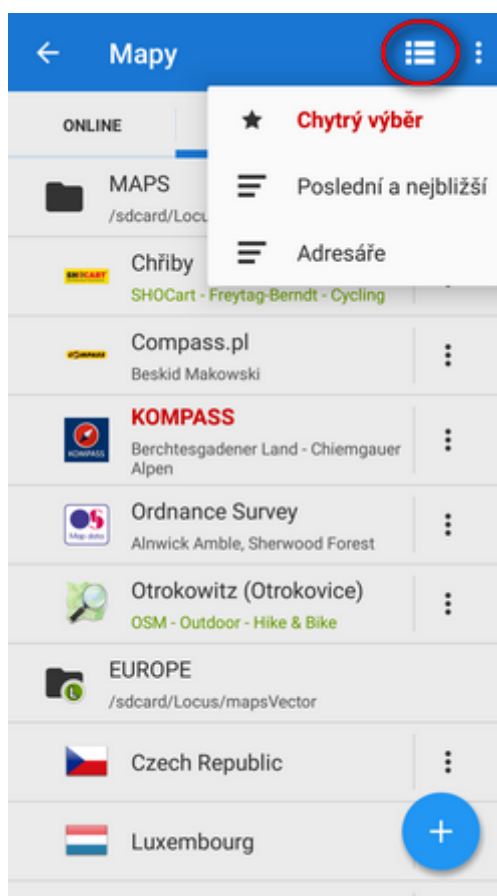 Mapy
ONLINE
Chytrý výběr
Poslední a nejbližší
Adresáře
MAPS
/sdcard/Locu
SHOCART
Chřiby
SHOCart - Freytag-Berndt - Cycling
COMPASS
Compass.pl
Beskid Makowski
KOMPASS
KOMPASS
Berchtesgadener Land - Chiemgauer
Alpen
OS
Map data
Ordnance Survey
Alnwick Amble, Sherwood Forest
Otrokowitz (Otrokovice)
OSM - Outdoor - Hike & Bike
L
EUROPE
/sdcard/Locus/mapsVector
Czech Republic
Luxembourg